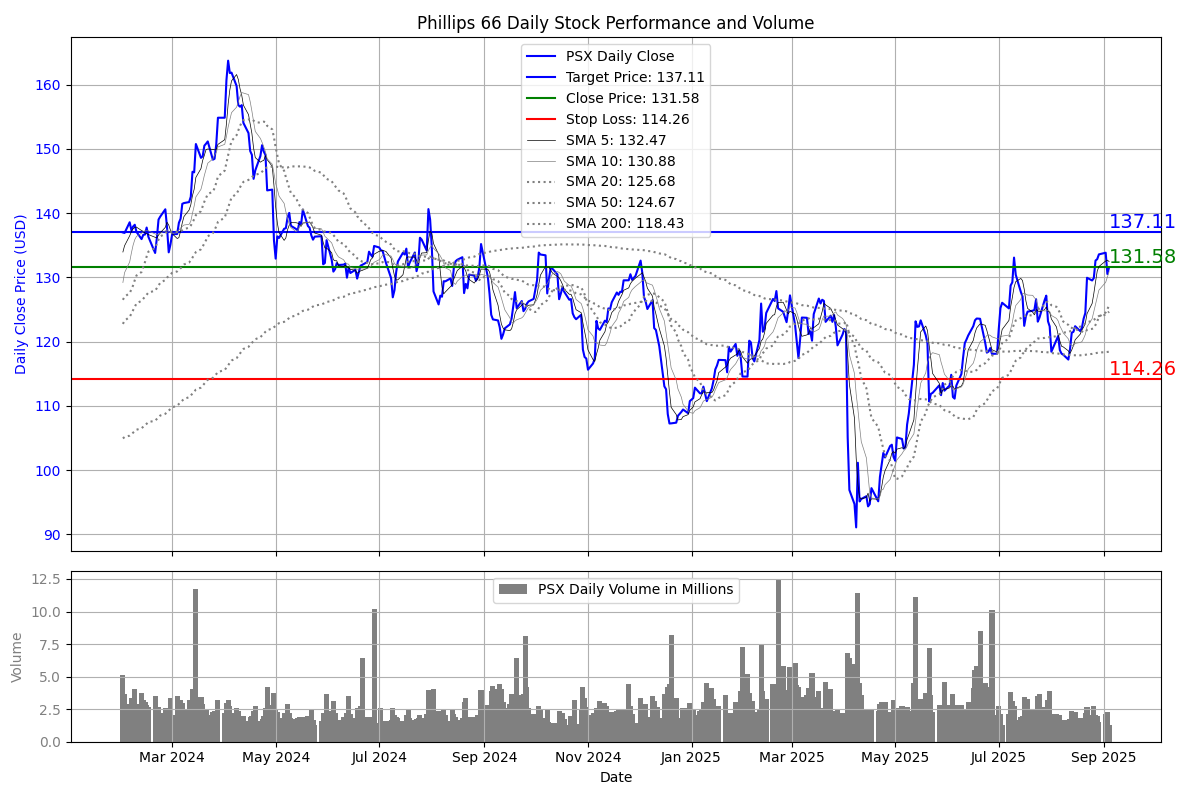 Phillips 66 Daily Stock Performance and Volume
Daily Close Price (USD)
160
150
140
130
120
110
100
90
PSX Daily Close
Target Price: 137.11
Close Price: 131.58
Stop Loss: 114.26
SMA 5: 132.47
SMA 10: 130.88
SMA 20: 125.68
SMA 50: 124.67
SMA 200: 118.43
137.11
131.58
114.26
Volume
12.5
10.0
7.5
5.0
2.5
0.0
PSX Daily Volume in Millions
Mar 2024 May 2024 Jul 2024 Sep 2024 Nov 2024 Jan 2025 Mar 2025 May 2025 Jul 2025 Sep 2025
Date